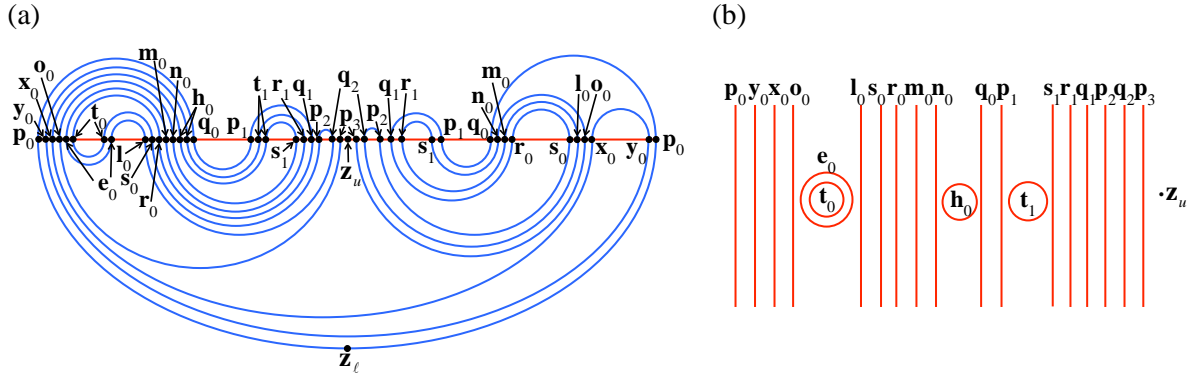 (a)
(b)
m₀ n₀ h₀ q₀
o₀ x₀ y₀ p₀
t₀
p₁ t₁ r₁ q₁ p₂ q₂ p₃ p₂ q₁ r₁
p₁ q₀ n₀ m₀
l₀ o₀
e₀ l₀ s₀ r₀ s₁ z_u s₁ r₀ s₀ x₀ y₀ p₀
z_ℓ
p₀ y₀ x₀ o₀ l₀ s₀ r₀ m₀ n₀ q₀ p₁ s₁ r₁ q₁ p₂ q₂ p₃
e₀
t₀ h₀ t₁ z_u